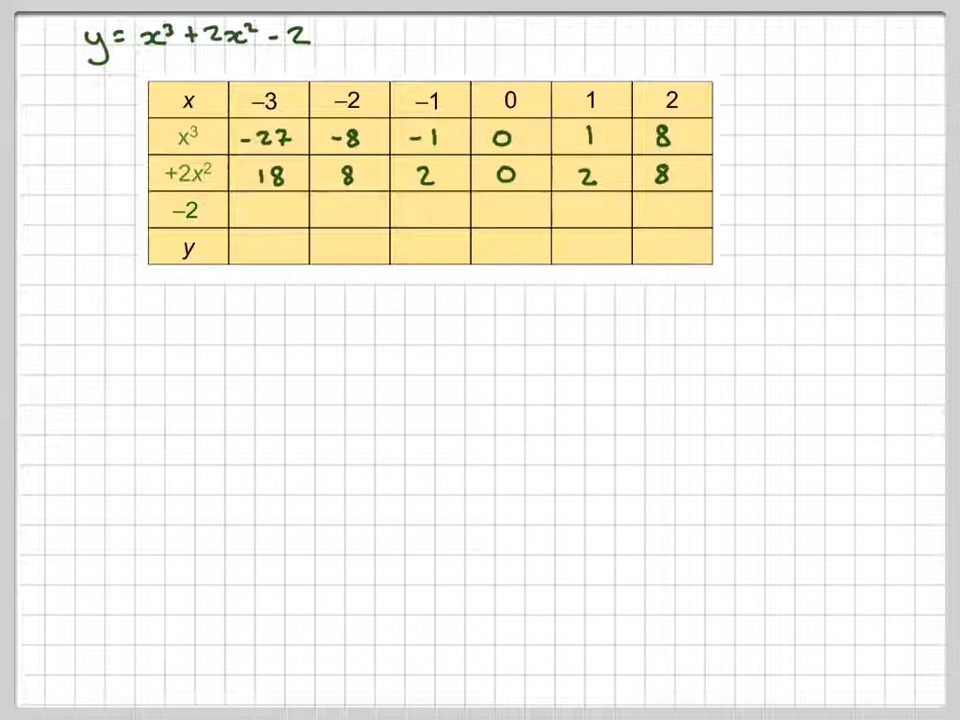 y = x³ + 2x² - 2
x –3 –2 –1 0 1 2
x³ -27 -8 -1 0 1 8
+2x² 18 8 2 0 2 8
–2
y